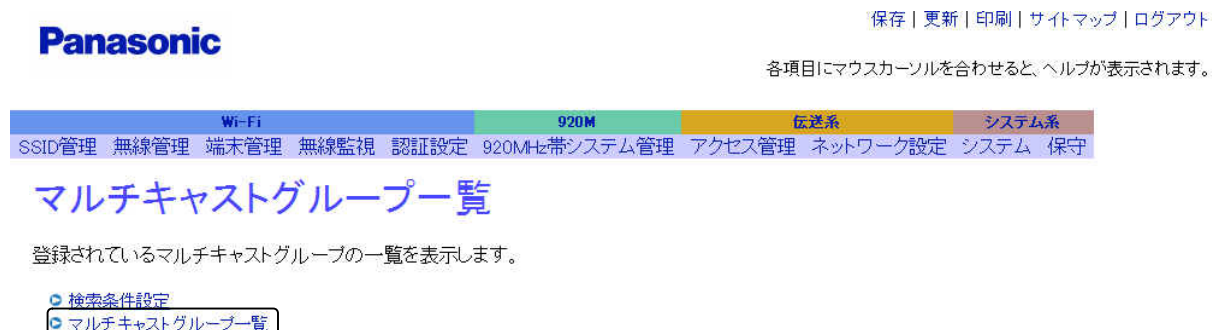 保存 | 更新 | 印刷 | サイトマップ | ログアウト
Panasonic
各項目にマウスカーソルを合わせると、ヘルプが表示されます。
Wi-Fi 920M 伝送系 システム系
SSID管理 無線管理 端末管理 無線監視 認証設定 920MHz帯システム管理 アクセス管理 ネットワーク設定 システム 保守
マルチキャストグループ一覧
登録されているマルチキャストグループの一覧を表示します。
検索条件設定
マルチキャストグループ一覧